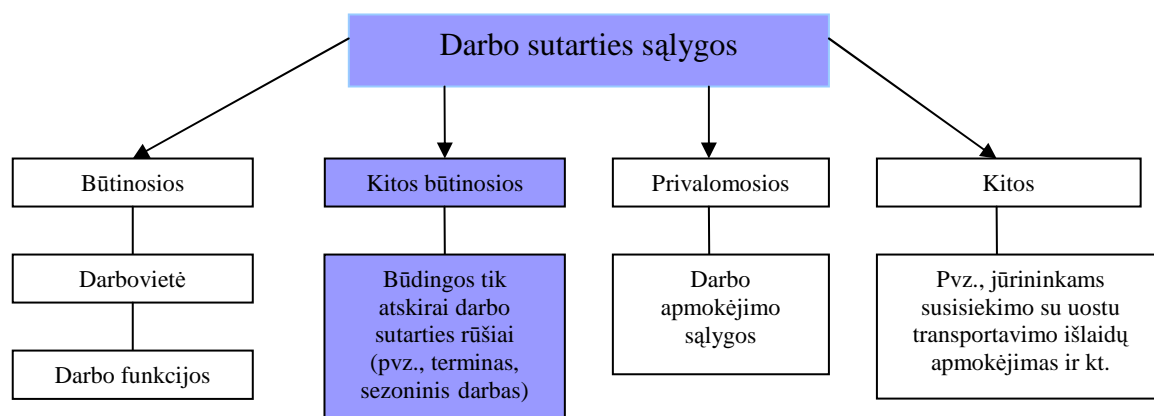 Darbo sutarties sąlygos
Būtinosios
Kitos būtinosios
Privalomosios
Kitos
Darbovietė
Darbo funkcijos
Būdingos tik
atskirai darbo
sutarties rūšiai
(pvz., terminas,
sezoninis darbas)
Darbo
apmokėjimo
sąlygos
Pvz., jūrininkams
susisiekimo su uostu
transportavimo išlaidų
apmokėjimas ir kt.